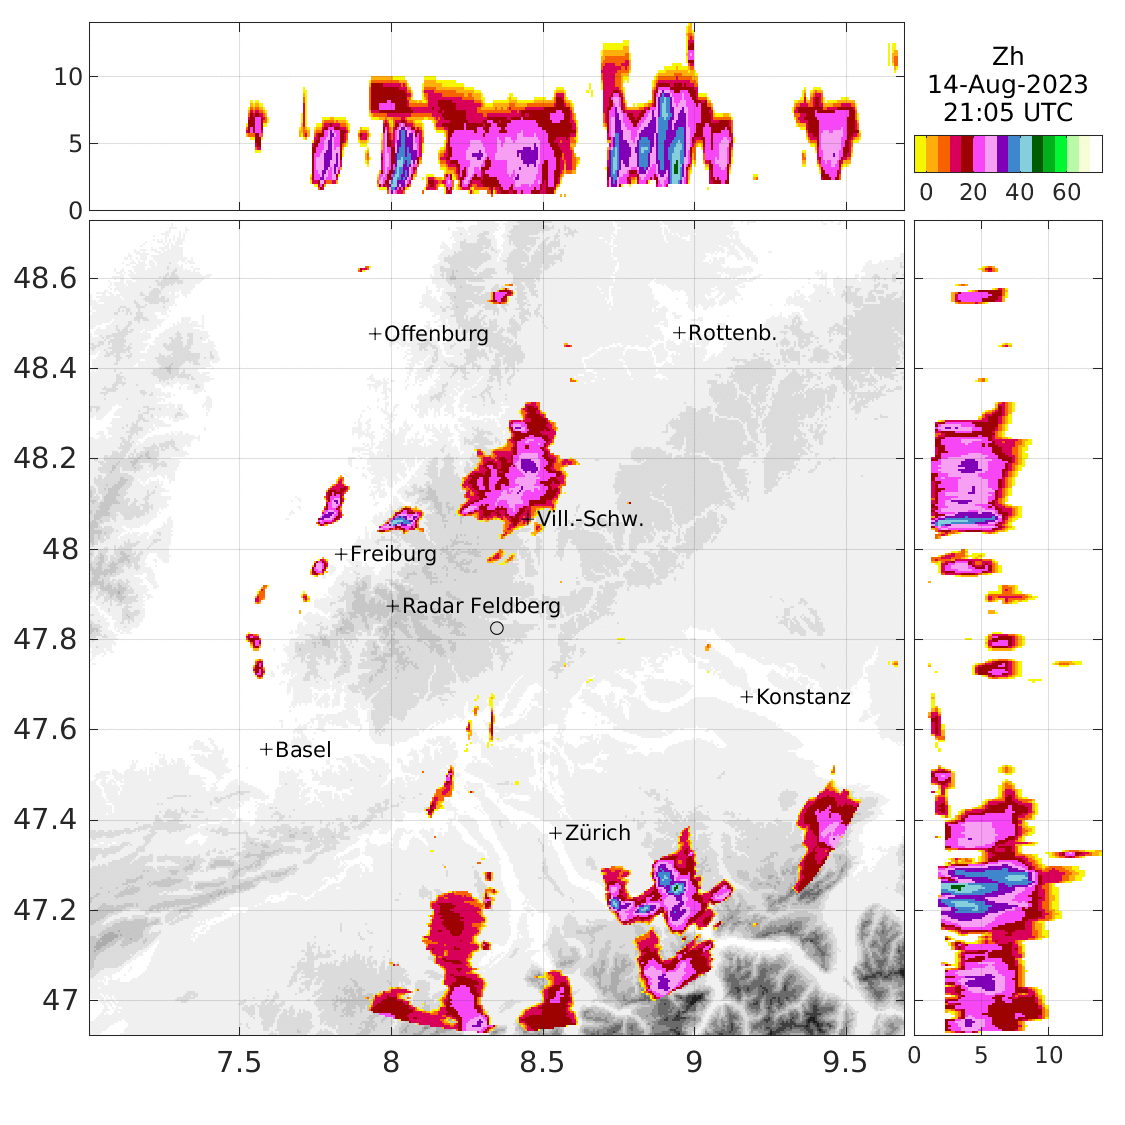 Zh
14-Aug-2023
21:05 UTC
0 20 40 60
10
5
0
48.6
48.4
48.2
48
47.8
47.6
47.4
47.2
47
Offenburg
Rottenb.
Vill.-Schw.
Freiburg
Radar Feldberg
Konstanz
Basel
Zürich
7.5 8 8.5 9 9.5
0 5 10